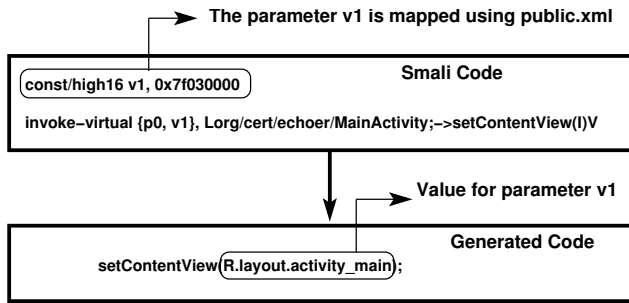 The parameter v1 is mapped using public.xml
Smali Code
const/high16 v1, 0x7f030000
invoke−virtual {p0, v1}, Lorg/cert/echoer/MainActivity;−>setContentView(I)V
Value for parameter v1
Generated Code
setContentView(R.layout.activity_main);